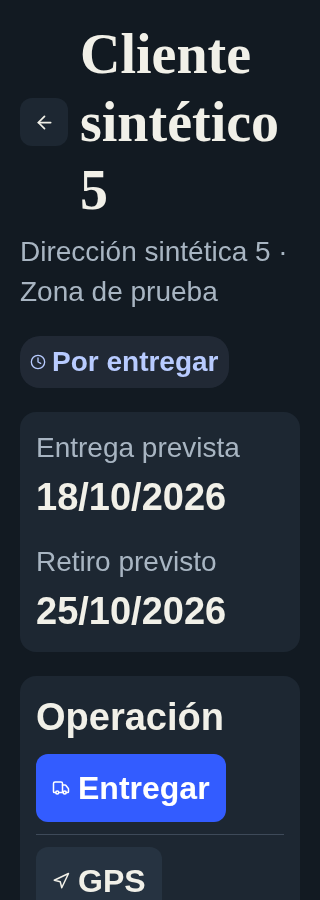 Cliente
sintético
5
Dirección sintética 5 ·
Zona de prueba
Por entregar
Entrega prevista
18/10/2026
Retiro previsto
25/10/2026
Operación
Entregar
GPS